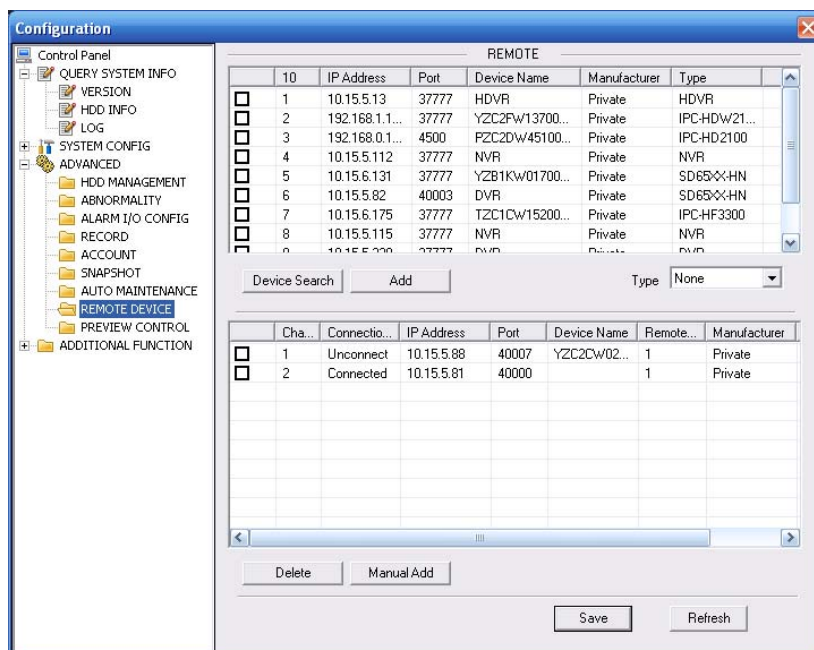 Configuration
Control Panel
QUERY SYSTEM INFO
VERSION
HDD INFO
LOG
SYSTEM CONFIG
ADVANCED
HDD MANAGEMENT
ABNORMALITY
ALARM I/O CONFIG
RECORD
ACCOUNT
SNAPSHOT
AUTO MAINTENANCE
REMOTE DEVICE
PREVIEW CONTROL
ADDITIONAL FUNCTION
REMOTE
10 IP Address Port Device Name Manufacturer Type
1 10.15.5.13 37777 HDVR Private HDVR
2 192.168.1.1... 37777 YZC2FW13700... Private IPC-HDW21...
3 192.168.0.1... 4500 PZC2DW45100... Private IPC-HD2100
4 10.15.5.112 37777 NVR Private NVR
5 10.15.6.131 37777 YZB1KW01700... Private SD65XX-HN
6 10.15.5.82 40003 DVR Private SD65XX-HN
7 10.15.6.175 37777 TZC1CW15200... Private IPC-HF3300
8 10.15.5.115 37777 NVR Private NVR
Device Search Add Type None
Cha... Connectio... IP Address Port Device Name Remote... Manufacturer
1 Unconnect 10.15.5.88 40007 YZC2CW02... 1 Private
2 Connected 10.15.5.81 40000 1 Private
Delete Manual Add
Save Refresh